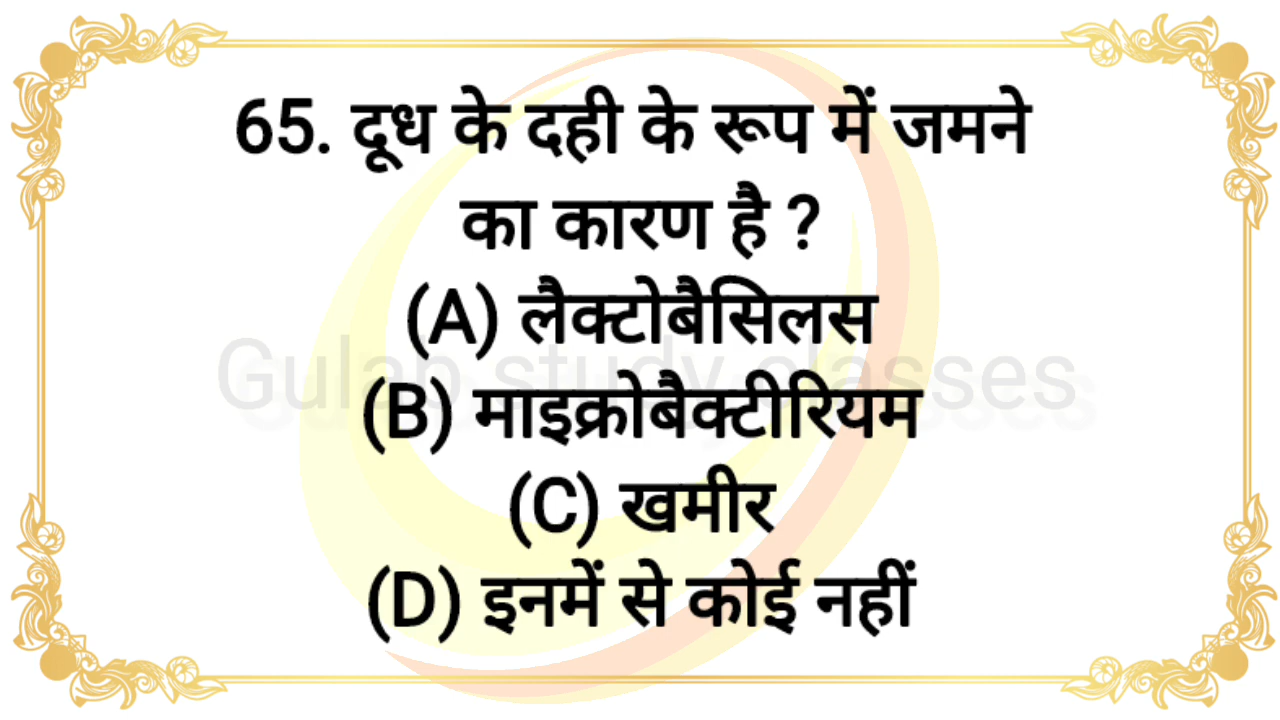 65. दूध के दही के रूप में जमने
का कारण है ?
(A) लैक्टोबैसिलस
Gulab study classes
(B) माइक्रोबैक्टीरियम
(C) खमीर
(D) इनमें से कोई नहीं